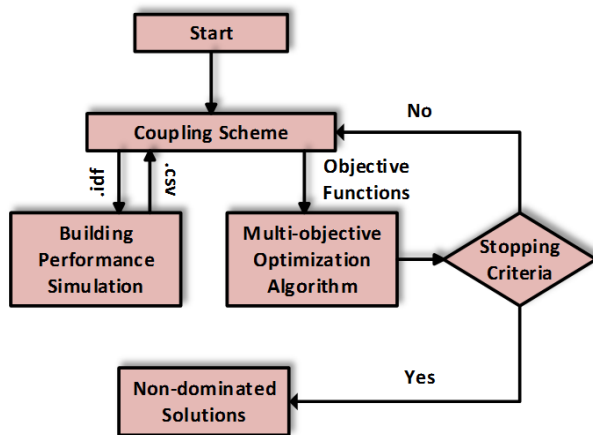 Start
Coupling Scheme
No
.idf
.csv
Objective
Functions
Building
Performance
Simulation
Multi-objective
Optimization
Algorithm
Stopping
Criteria
Yes
Non-dominated
Solutions